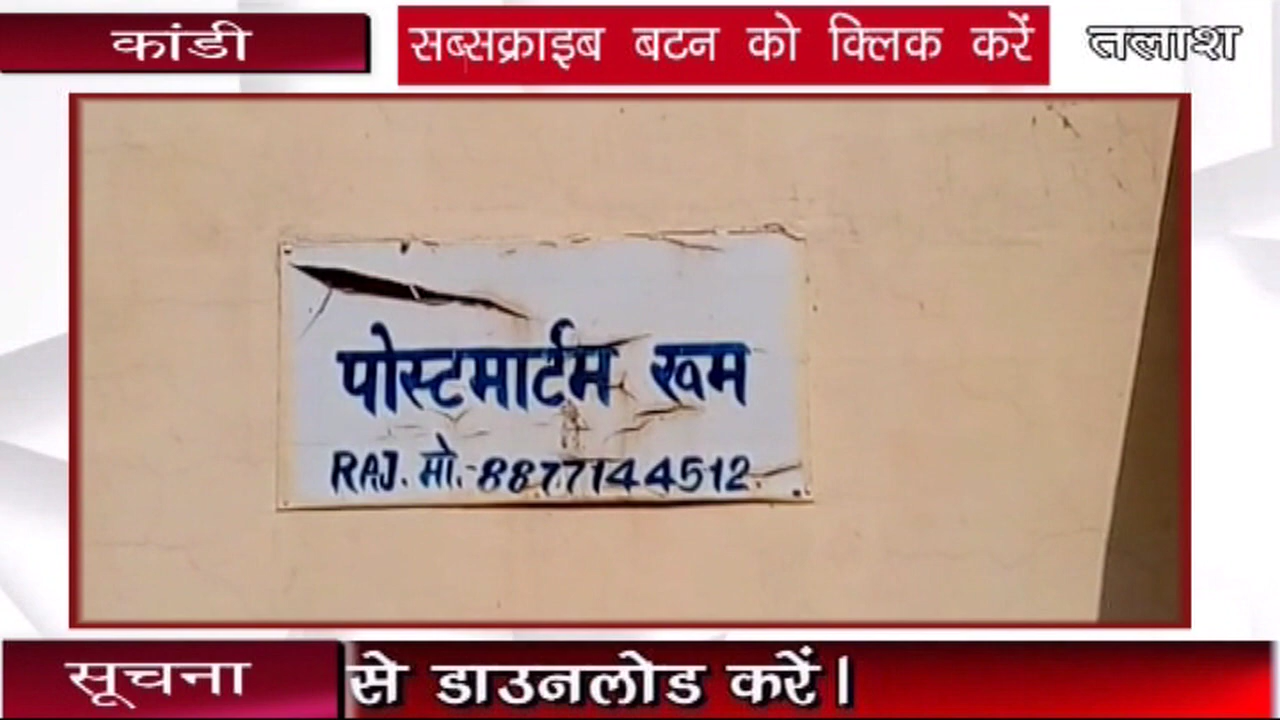 कांडी
सब्सक्राइब बटन को क्लिक करें
तलाश
पोस्टमार्टम रूम
RAJ. मो.-8877144512.
सूचना
से डाउनलोड करें।